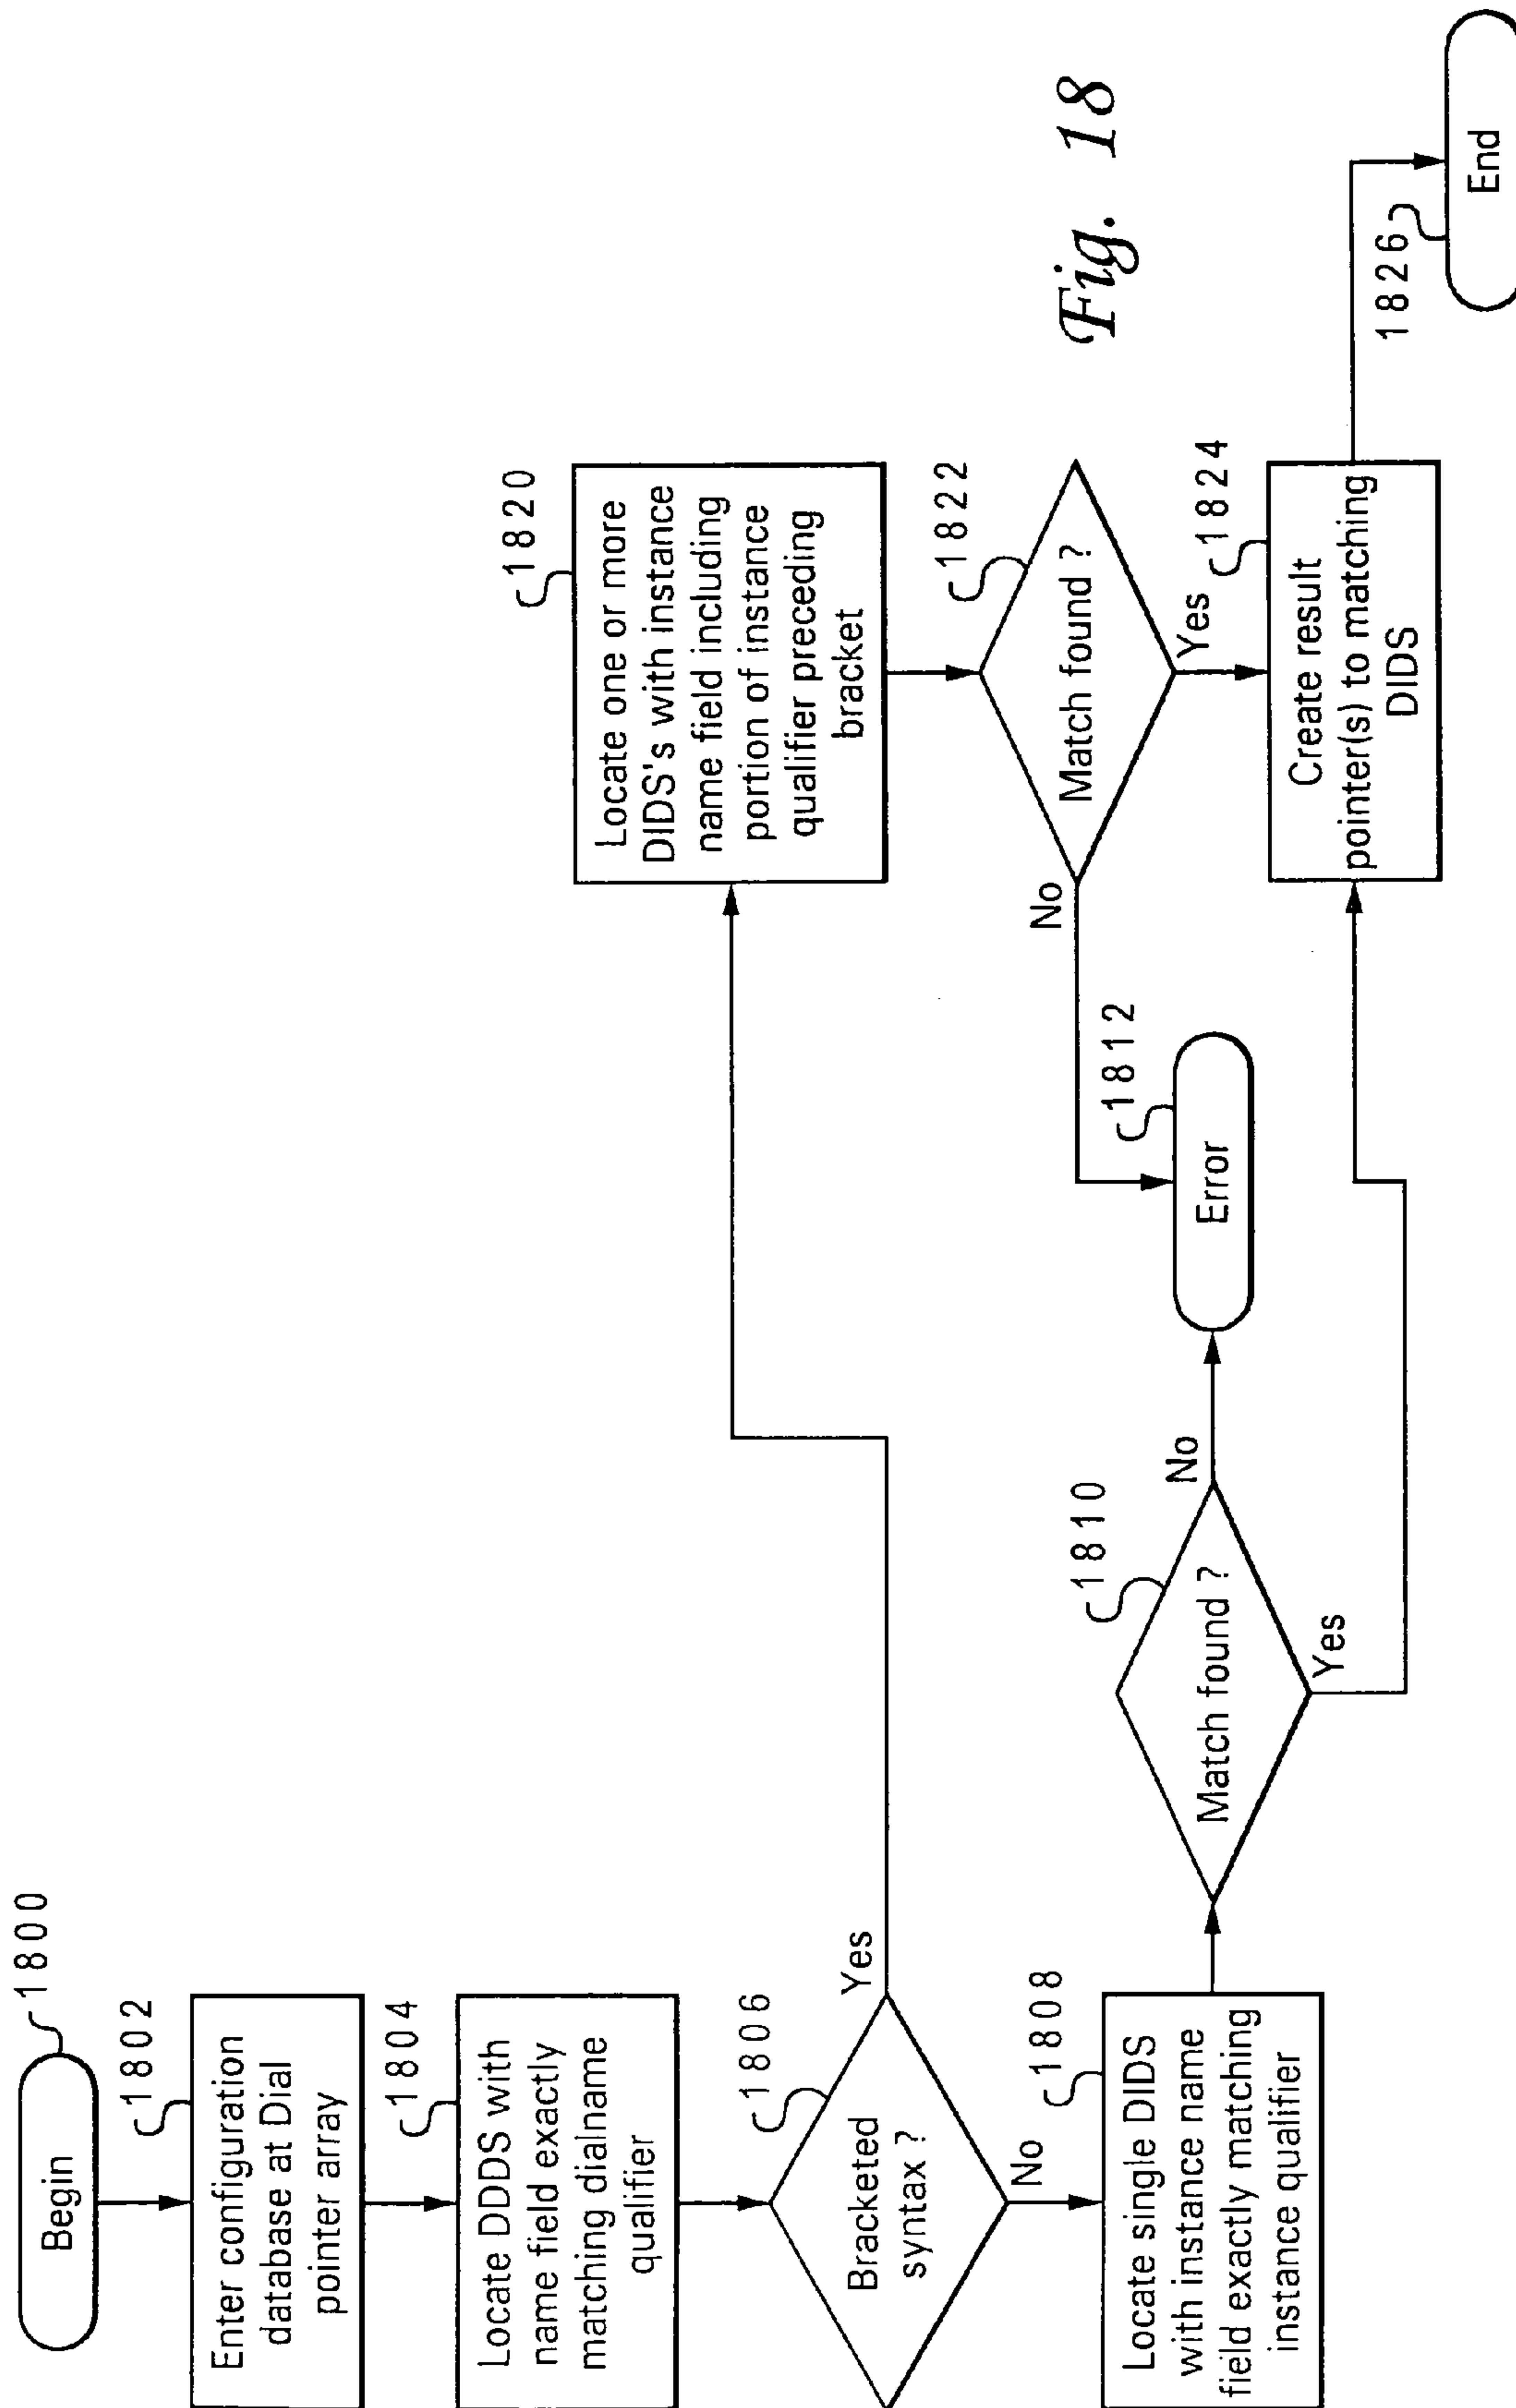 1800
Begin
1802
Enter configuration
database at Dial
pointer array
1804
Locate DDDS with
name field exactly
matching dialname
qualifier
1806
Bracketed
syntax ?
Yes
No
1808
Locate single DIDS
with instance name
field exactly matching
instance qualifier
1810
Match found ?
No
Yes
1812
Error
1820
Locate one or more
DIDS's with instance
name field including
portion of instance
qualifier preceding
bracket
1822
Match found ?
No
Yes
1824
Create result
pointer(s) to matching
DIDS
1826
End
Fig. 18